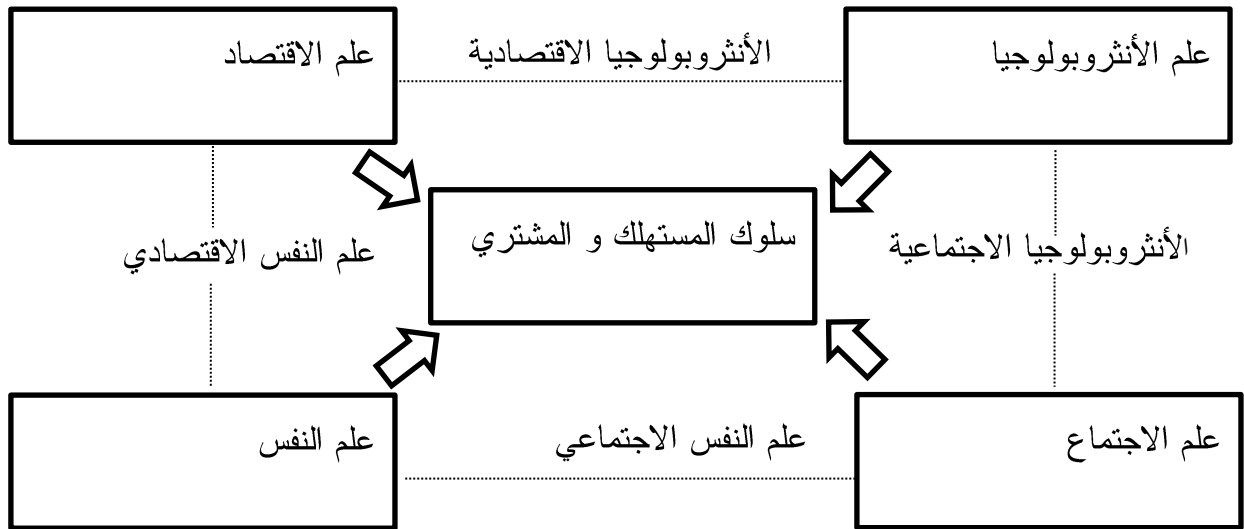 علم الأنثروبولوجيا
الأنثروبولوجيا الاقتصادية
علم الاقتصاد
سلوك المستهلك و المشتري
الأنثروبولوجيا الاجتماعية
علم النفس الاقتصادي
علم الاجتماع
علم النفس الاجتماعي
علم النفس